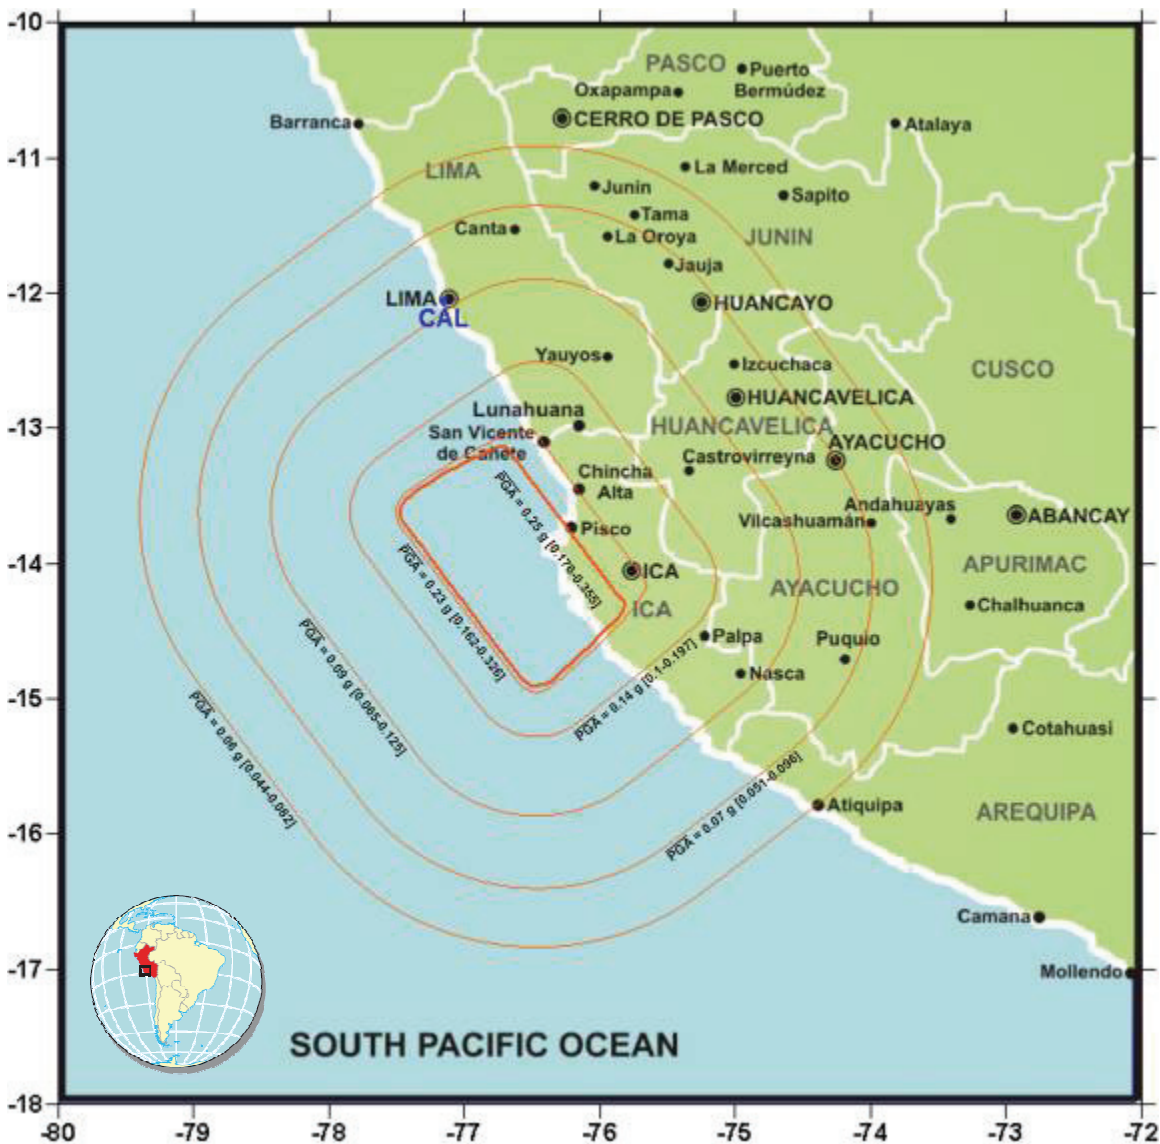 -10
-11
-12
-13
-14
-15
-16
-17
-18
-80
-79
-78
-77
-76
-75
-74
-73
-72
PASCO
Puerto
Bermúdez
Oxapampa
CERRO DE PASCO
Barranca
Atalaya
LIMA
La Merced
Junin
Sapito
Tama
Canta
La Oroya
JUNIN
Jauja
LIMA
CAL
HUANCAYO
Yauyos
Izcuchaca
CUSCO
HUANCAVELICA
Lunahuana
HUANCAVELICA
San Vicente
de Cañete
AYACUCHO
Castrovirreyna
Chincha
Alta
Andahuayas
Vilcashuamán
ABANCAY
Pisco
ICA
APURIMAC
AYACUCHO
ICA
Chalhuanca
Palpa
Puquio
Nasca
Cotahuasi
Atiquipa
AREQUIPA
Camana
Mollendo
PGA = 0.25 g [0.178-0.355]
PGA = 0.23 g [0.162-0.326]
PGA = 0.14 g [0.1-0.197]
PGA = 0.09 g [0.065-0.125]
PGA = 0.07 g [0.051-0.096]
PGA = 0.06 g [0.044-0.082]
SOUTH PACIFIC OCEAN